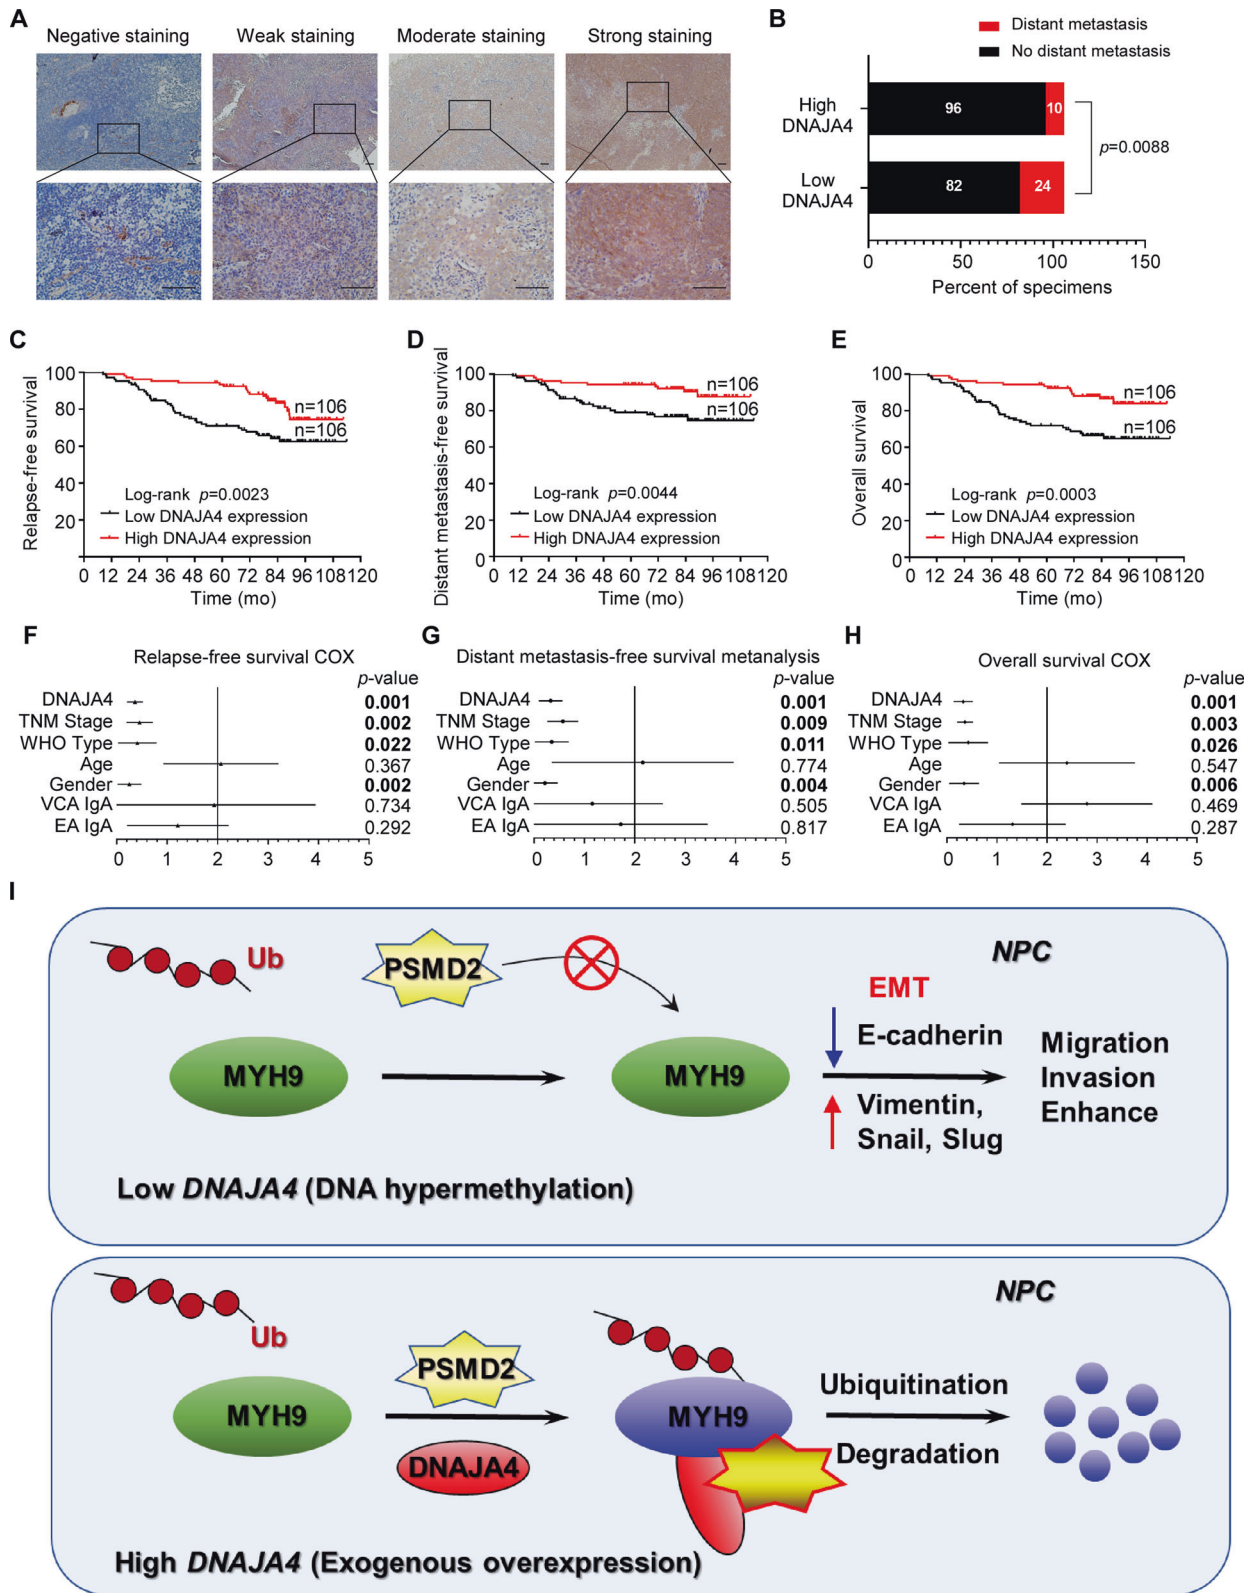 A
Negative staining
Weak staining
Moderate staining
Strong staining
B
Distant metastasis
No distant metastasis
High
DNAJA4
96
10
Low
DNAJA4
82
24
p=0.0088
0
50
100
150
Percent of specimens
C
Relapse-free survival
100
80
60
40
20
n=106
n=106
Log-rank p=0.0023
Low DNAJA4 expression
High DNAJA4 expression
0 12 24 36 48 60 72 84 96 108 120
Time (mo)
D
Distant metastasis-free survival
100
80
60
40
20
0
n=106
n=106
Log-rank p=0.0044
Low DNAJA4 expression
High DNAJA4 expression
0 12 24 36 48 60 72 84 96 108 120
Time (mo)
E
Overall survival
100
80
60
40
20
0
n=106
n=106
Log-rank p=0.0003
Low DNAJA4 expression
High DNAJA4 expression
0 12 24 36 48 60 72 84 96 108 120
Time (mo)
F
Relapse-free survival COX
p-value
DNAJA4 0.001
TNM Stage 0.002
WHO Type 0.022
Age 0.367
Gender 0.002
VCA IgA 0.734
EA IgA 0.292
0 1 2 3 4 5
G
Distant metastasis-free survival metanalysis
p-value
DNAJA4 0.001
TNM Stage 0.009
WHO Type 0.011
Age 0.774
Gender 0.004
VCA IgA 0.505
EA IgA 0.817
0 1 2 3 4 5
H
Overall survival COX
p-value
DNAJA4 0.001
TNM Stage 0.003
WHO Type 0.026
Age 0.547
Gender 0.006
VCA IgA 0.469
EA IgA 0.287
0 1 2 3 4 5
I
Ub
PSMD2
NPC
EMT
E-cadherin
MYH9
MYH9
Vimentin,
Snail, Slug
Migration
Invasion
Enhance
Low DNAJA4 (DNA hypermethylation)
Ub
PSMD2
NPC
MYH9
DNAJA4
MYH9
Ubiquitination
Degradation
High DNAJA4 (Exogenous overexpression)